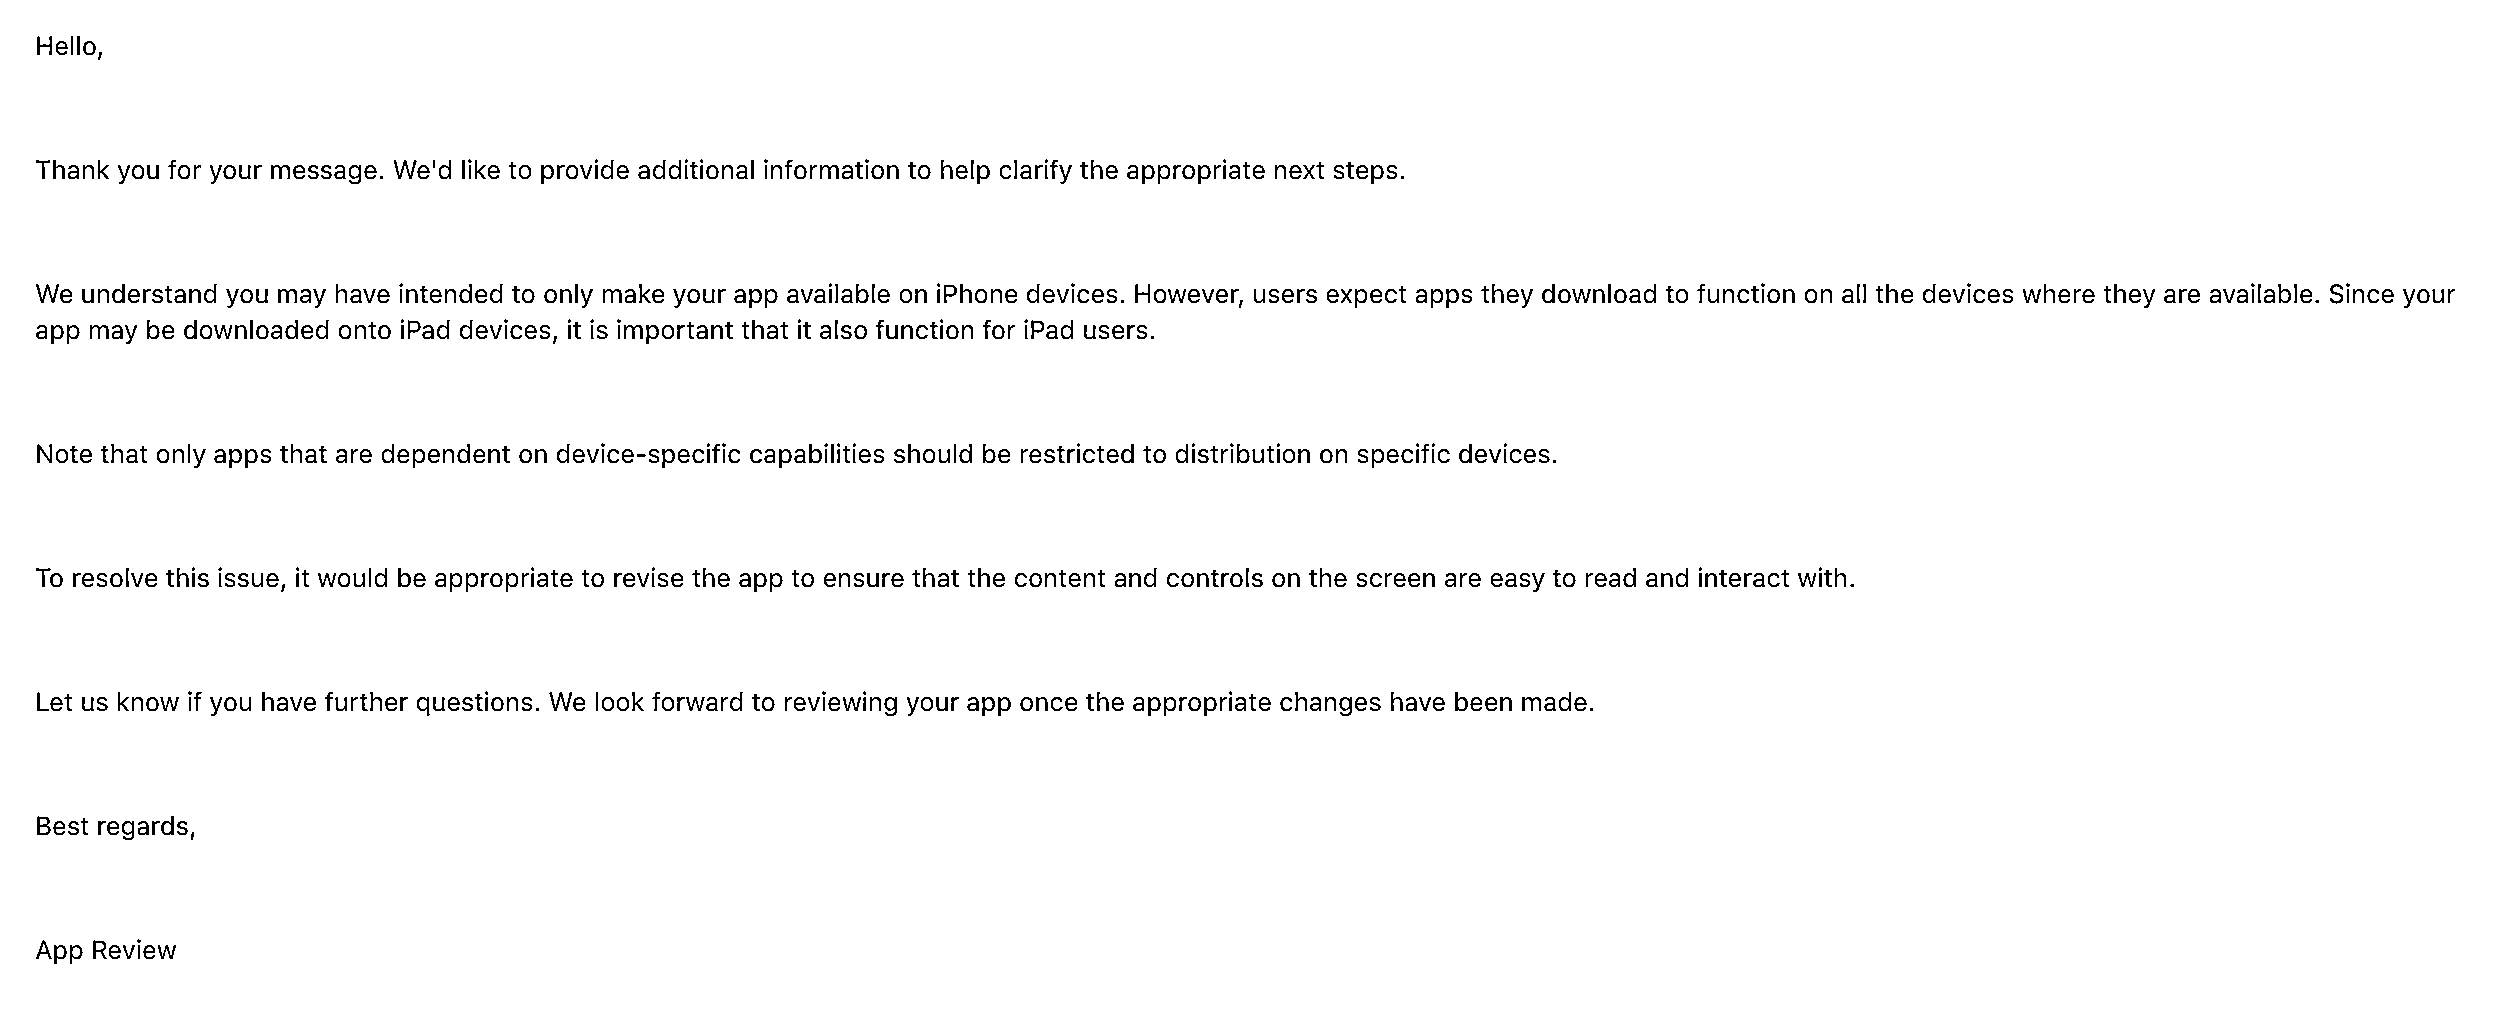 Hello,
Thank you for your message. We'd like to provide additional information to help clarify the appropriate next steps.
We understand you may have intended to only make your app available on iPhone devices. However, users expect apps they download to function on all the devices where they are available. Since your
app may be downloaded onto iPad devices, it is important that it also function for iPad users.
Note that only apps that are dependent on device-specific capabilities should be restricted to distribution on specific devices.
To resolve this issue, it would be appropriate to revise the app to ensure that the content and controls on the screen are easy to read and interact with.
Let us know if you have further questions. We look forward to reviewing your app once the appropriate changes have been made.
Best regards,
App Review